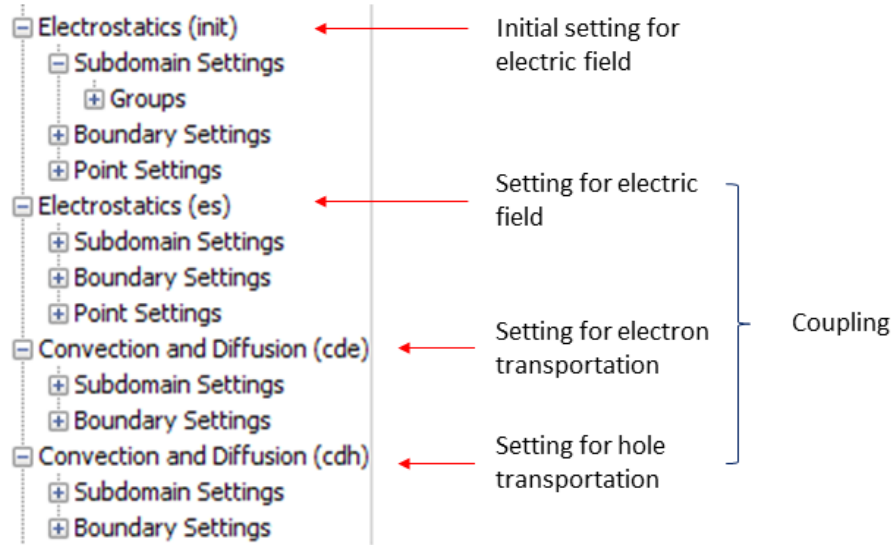 Electrostatics (init)
Subdomain Settings
Groups
Boundary Settings
Point Settings
Electrostatics (es)
Subdomain Settings
Boundary Settings
Point Settings
Convection and Diffusion (cde)
Subdomain Settings
Boundary Settings
Convection and Diffusion (cdh)
Subdomain Settings
Boundary Settings
Initial setting for
electric field
Setting for electric
field
Setting for electron
transportation
Setting for hole
transportation
Coupling